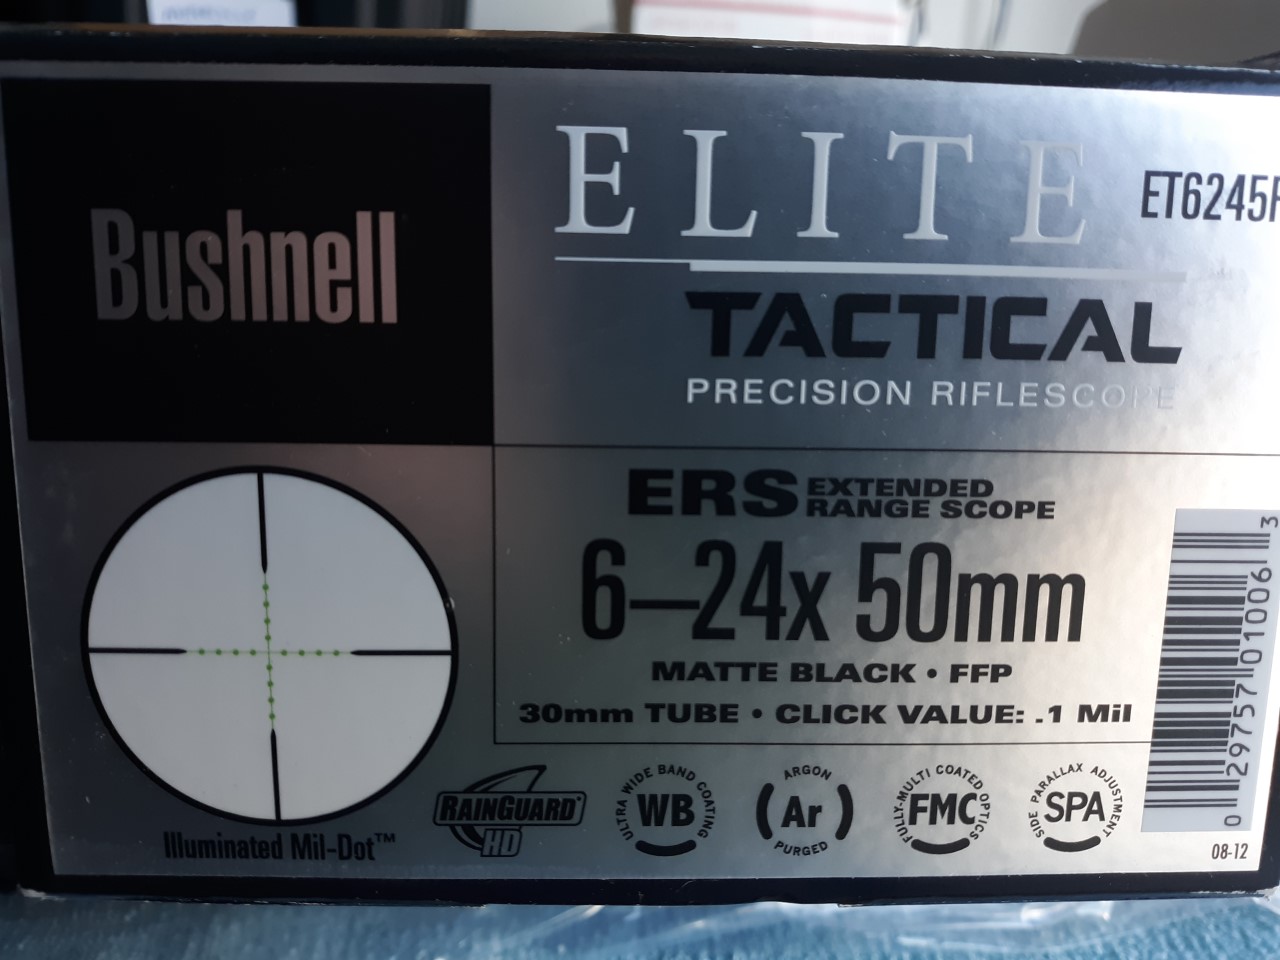 Bushnell
ELITE
ET6245F
TACTICAL
PRECISION RIFLESCOPE
ERS EXTENDED
RANGE SCOPE
6–24x 50mm
MATTE BLACK • FFP
30mm TUBE • CLICK VALUE: .1 Mil
Illuminated Mil-Dot™
RAINGUARD®
HD
ULTRA WIDE BAND COATING
WB
ARGON
(Ar)
PURGED
FULLY-MULTI COATED OPTICS
FMC
SIDE PARALLAX ADJUSTMENT
SPA
0 29757 01006 3
08-12